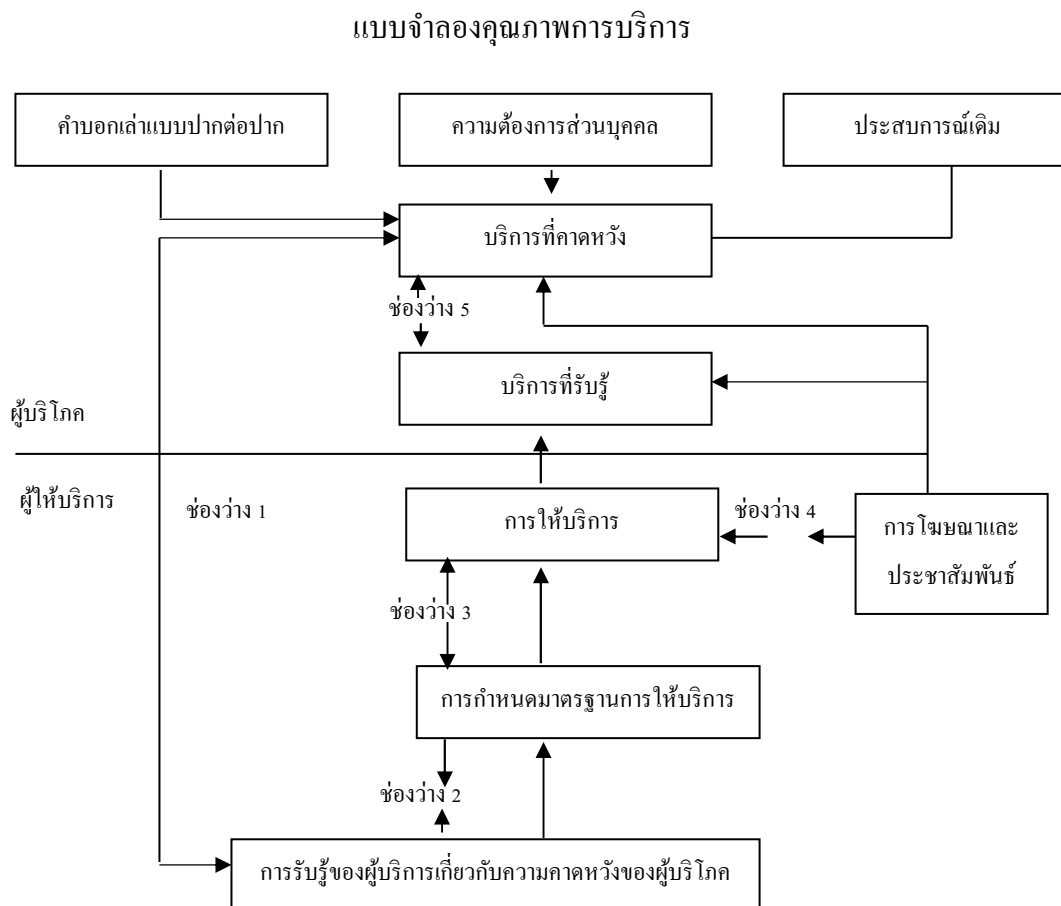 แบบจำลองคุณภาพการบริการ
คำบอกเล่าแบบปากต่อปาก
ความต้องการส่วนบุคคล
ประสบการณ์เดิม
บริการที่คาดหวัง
ช่องว่าง 5
บริการที่รับรู้
ผู้บริโภค
ผู้ให้บริการ
ช่องว่าง 1
การให้บริการ
ช่องว่าง 4
การโฆษณาและ
ประชาสัมพันธ์
ช่องว่าง 3
การกำหนดมาตรฐานการให้บริการ
ช่องว่าง 2
การรับรู้ของผู้บริการเกี่ยวกับความคาดหวังของผู้บริโภค